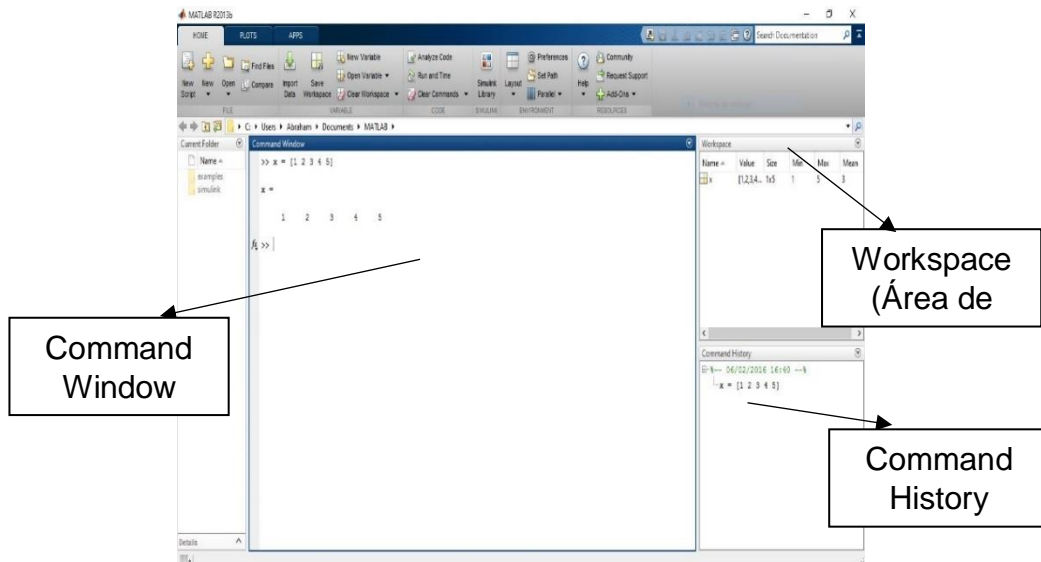 MATLAB R2013b
HOME PLOTS APPS
Search Documentation
New Script
New
Open
Find Files
Compare
Import Data
Save Workspace
New Variable
Open Variable
Clear Workspace
Analyze Code
Run and Time
Clear Commands
Simulink Library
Layout
Preferences
Set Path
Parallel
Help
Community
Request Support
Add-Ons
FILE VARIABLE CODE SIMULINK ENVIRONMENT RESOURCES
C: Users Abraham Documents MATLAB
Current Folder
Name
examples
simulink
Details
Command Window
>> x = [1 2 3 4 5]
x =
1 2 3 4 5
fx >>
Workspace
Name Value Size Min Max Mean
x [1,2,3,4... 1x5 1 5 3
Command History
%-- 06/02/2016 16:40 --%
x = [1 2 3 4 5]
Command
Window
Workspace
(Área de
Command
History